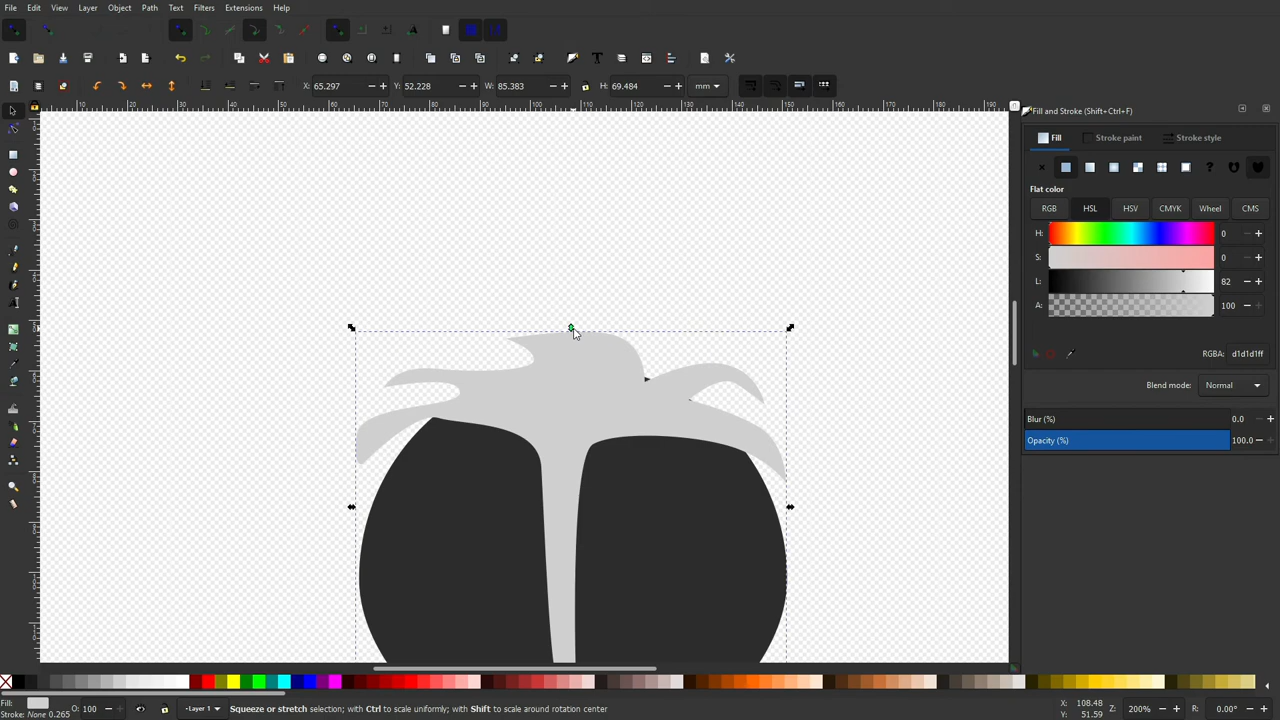 File Edit View Layer Object Path Text Filters Extensions Help
X: 65.297 Y: 52.228 W: 85.383 H: 69.484 mm
Fill and Stroke (Shift+Ctrl+F)
Fill Stroke paint Stroke style
?
Flat color
RGB HSL HSV CMYK Wheel CMS
H: 0
S: 0
L: 82
A: 100
RGBA: d1d1d1ff
Blend mode: Normal
Blur (%) 0.0
Opacity (%) 100.0
Fill:
Stroke: None 0.265
O: 100
Layer 1
Squeeze or stretch selection; with Ctrl to scale uniformly; with Shift to scale around rotation center
X: 108.48
Y: 51.59
Z: 200%
R: 0.00°